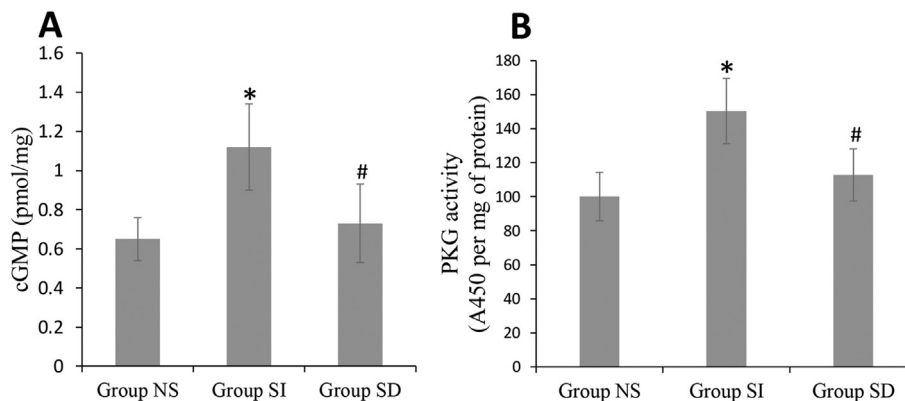 A
1.6
1.4
1.2
1
0.8
0.6
0.4
0.2
0
cGMP (pmol/mg)
*
#
Group NS
Group SI
Group SD
B
180
160
140
120
100
80
60
40
20
0
PKG activity
(A450 per mg of protein)
*
#
Group NS
Group SI
Group SD